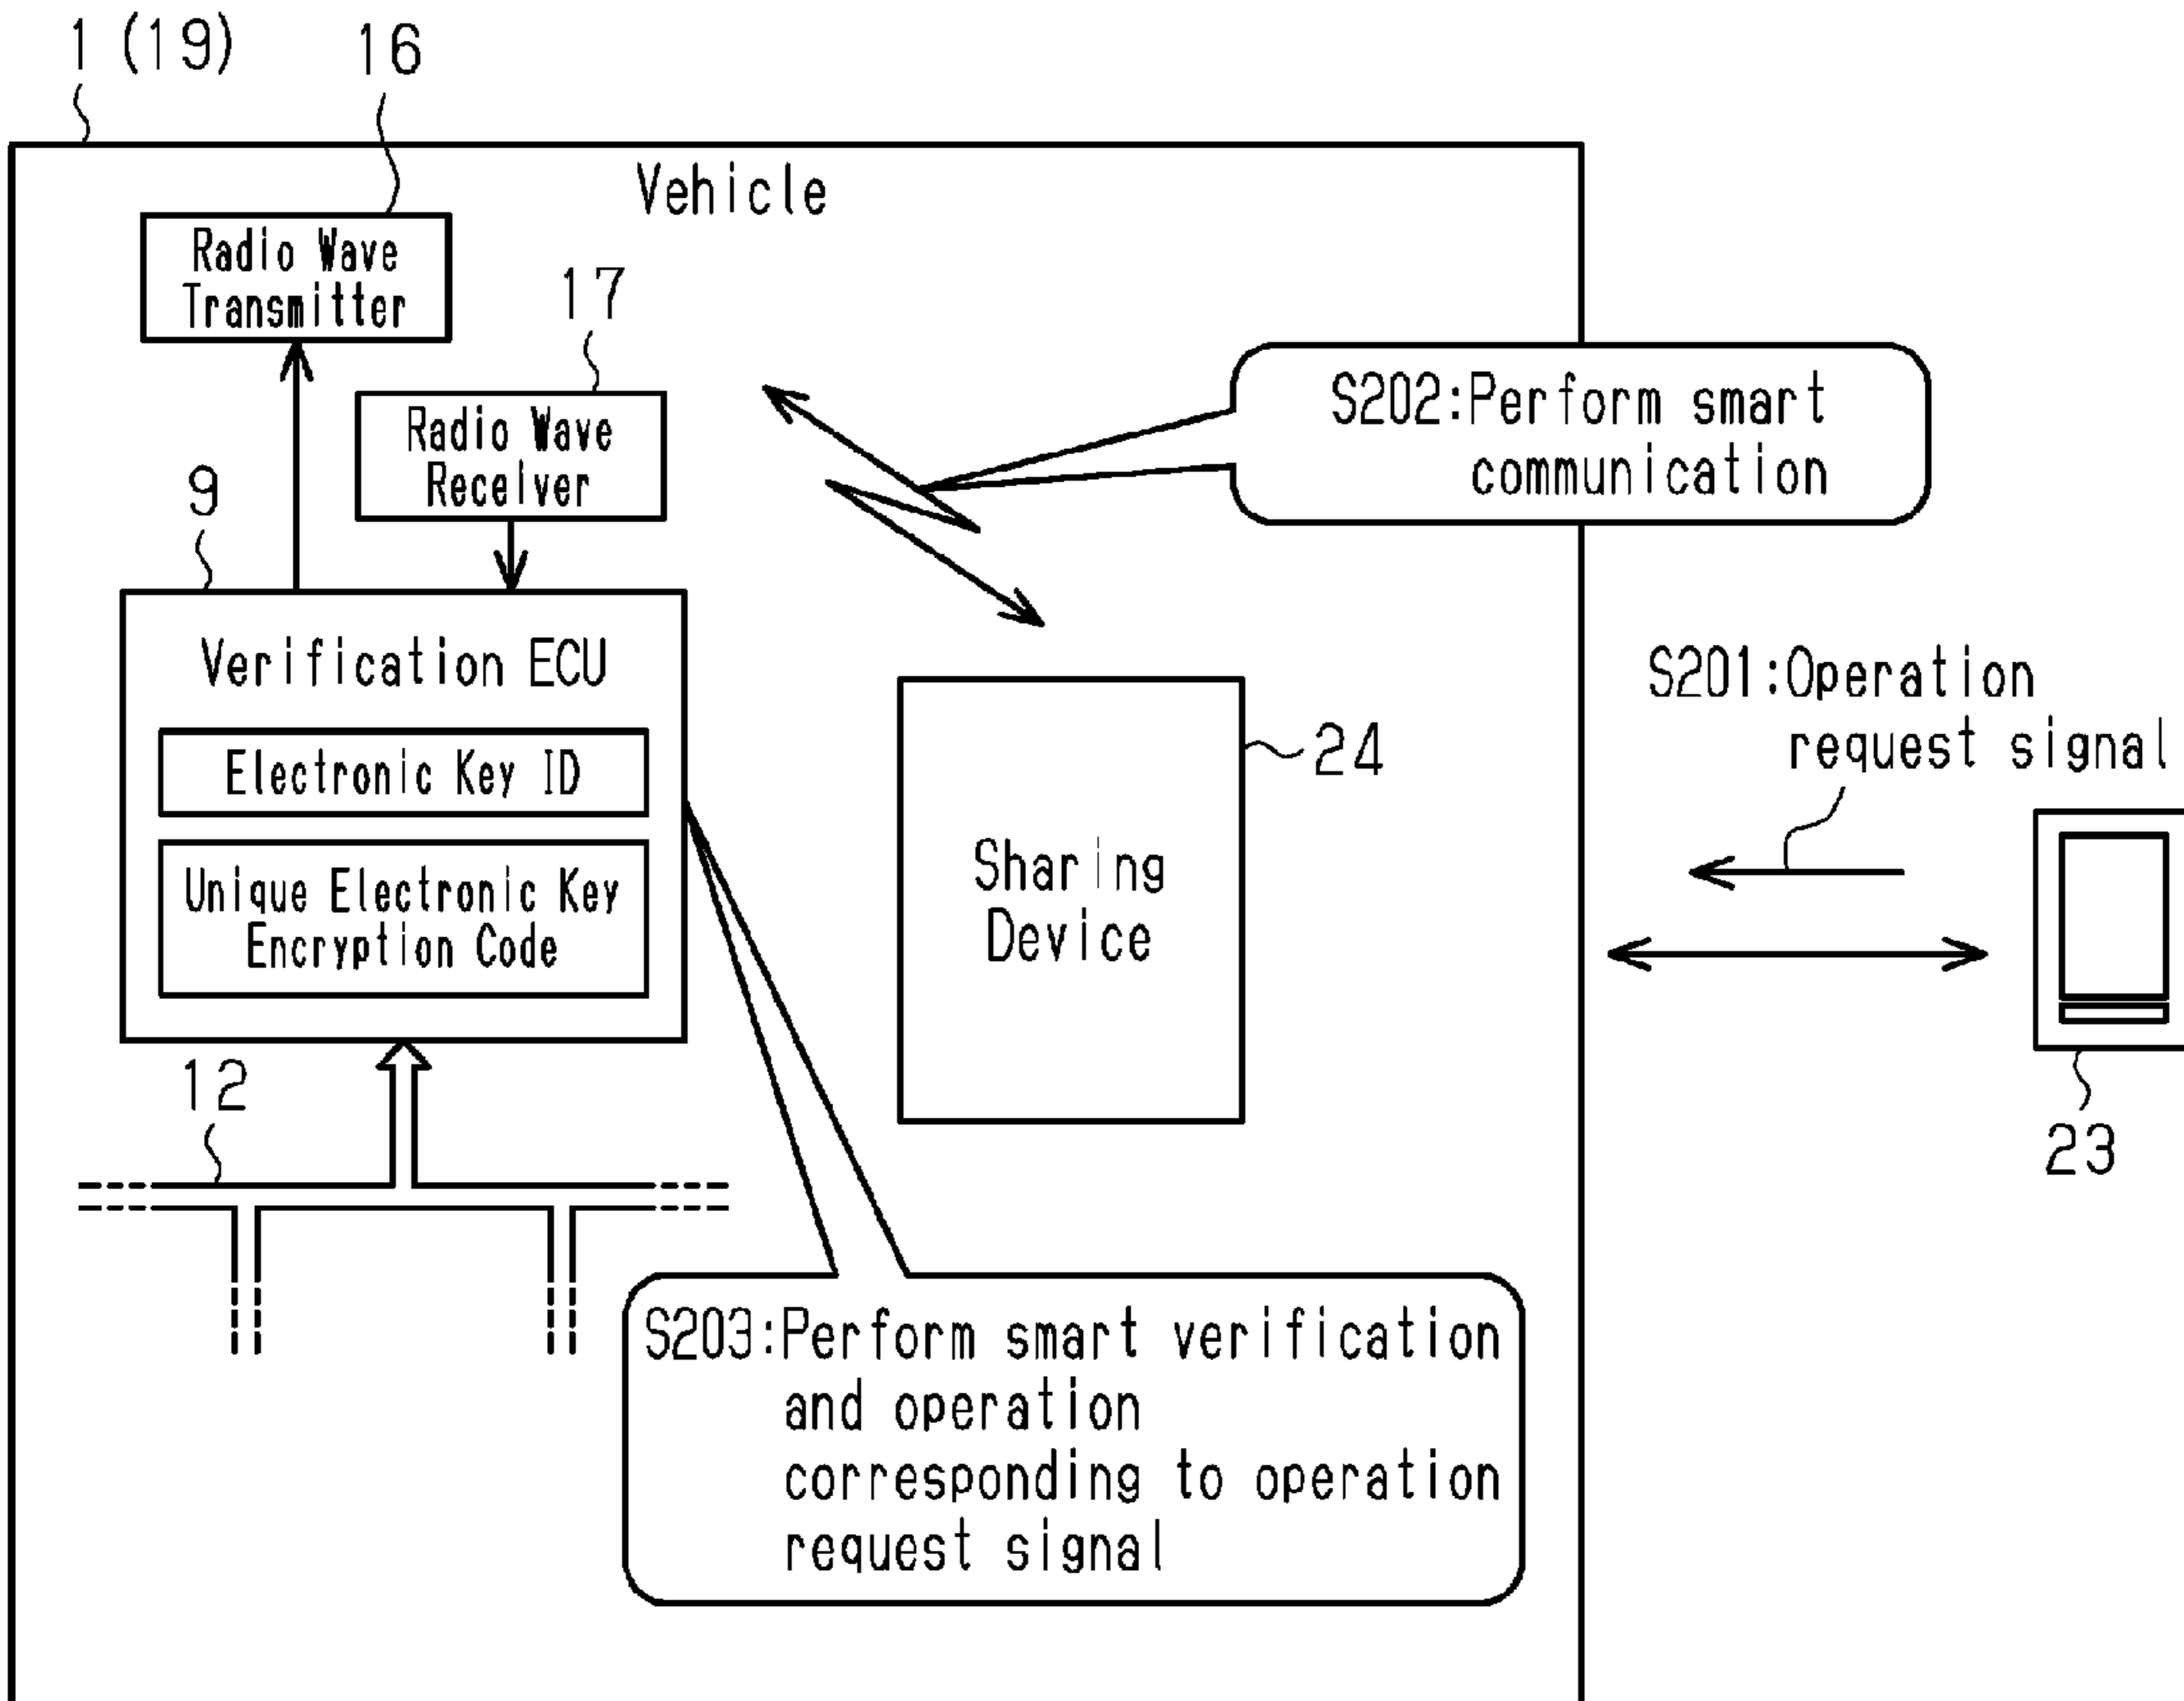 1 (19)
16
Vehicle
Radio Wave
Transmitter
17
Radio Wave
Receiver
S202:Perform smart
communication
9
Verification ECU
Electronic Key ID
Unique Electronic Key
Encryption Code
Sharing
Device
24
S201:Operation
request signal
23
12
S203:Perform smart verification
and operation
corresponding to operation
request signal